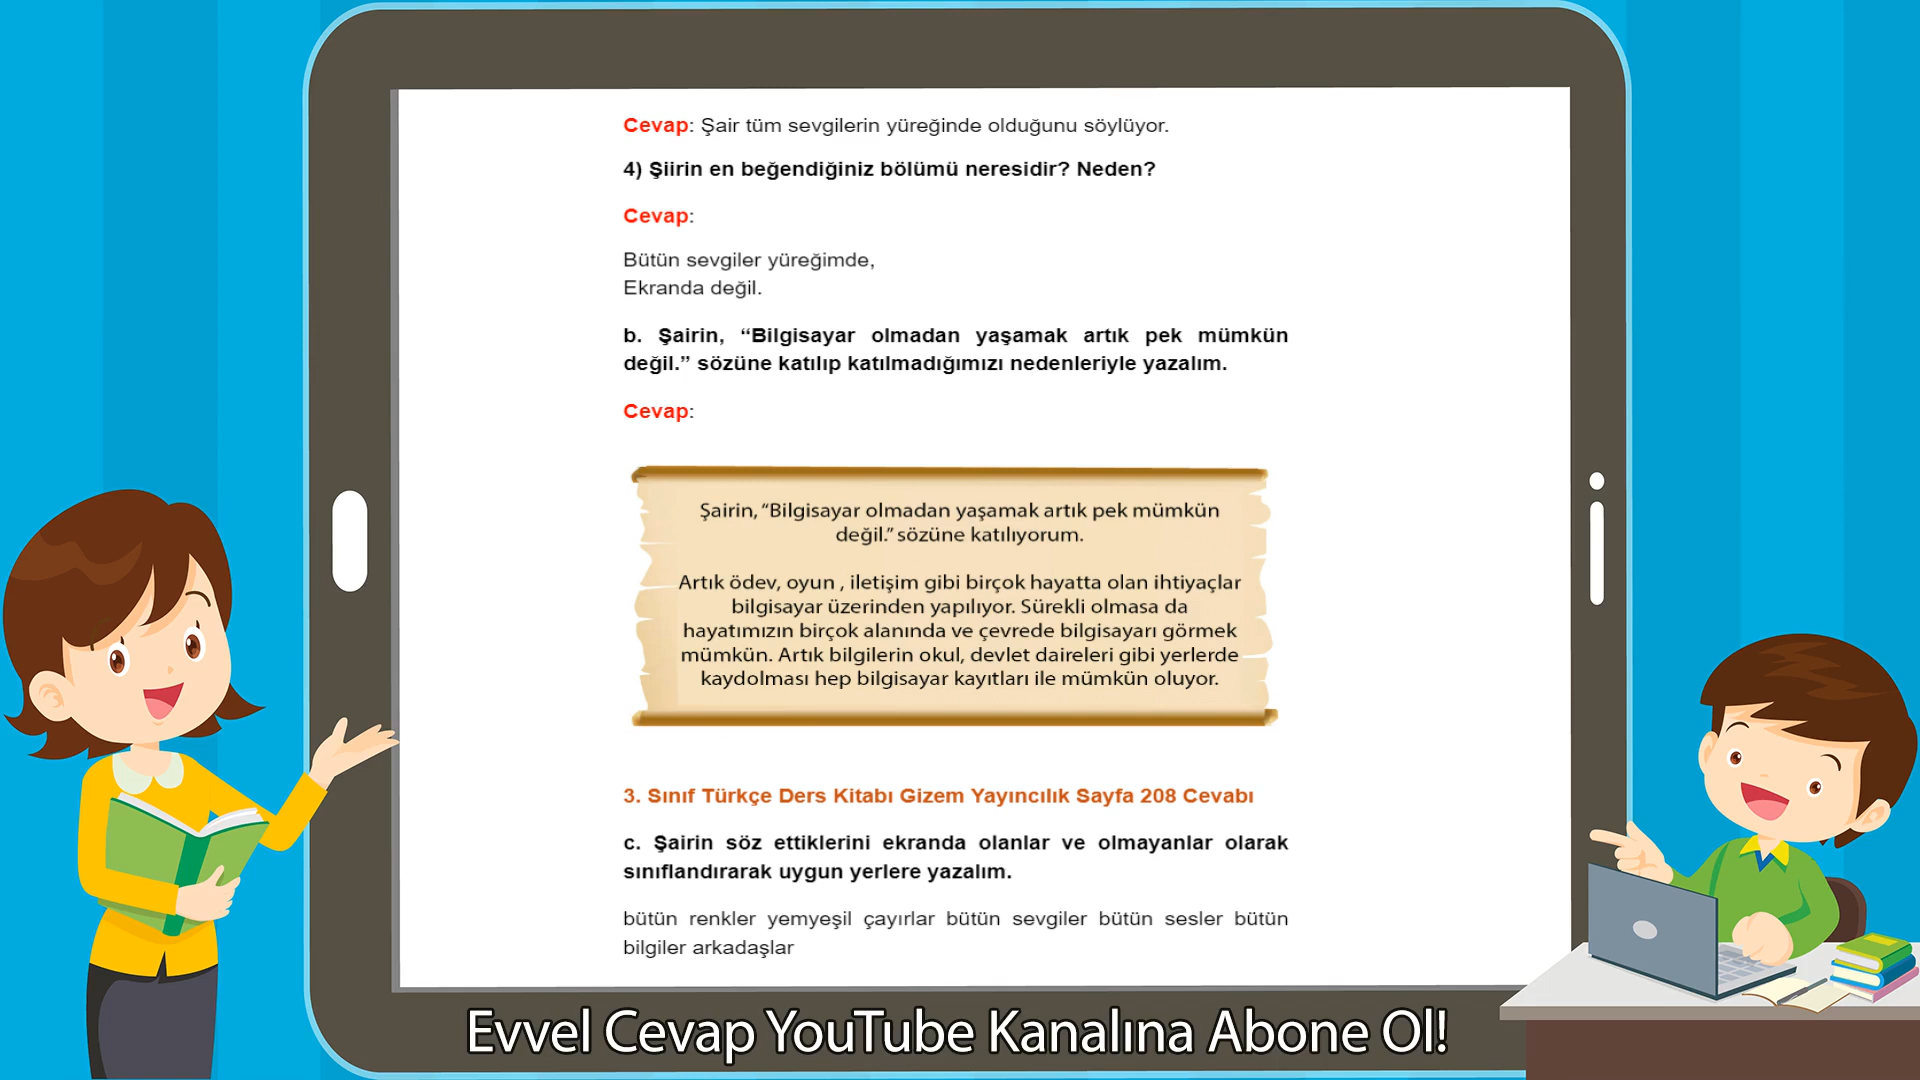 Cevap: Şair tüm sevgilerin yüreğinde olduğunu söylüyor.
4) Şiirin en beğendiğiniz bölümü neresidir? Neden?
Cevap:
Bütün sevgiler yüreğimde,
Ekranda değil.
b. Şairin, “Bilgisayar olmadan yaşamak artık pek mümkün
değil.” sözüne katılıp katılmadığımızı nedenleriyle yazalım.
Cevap:
Şairin, “Bilgisayar olmadan yaşamak artık pek mümkün
değil.” sözüne katılıyorum.
Artık ödev, oyun , iletişim gibi birçok hayatta olan ihtiyaçlar
bilgisayar üzerinden yapılıyor. Sürekli olmasa da
hayatımızın birçok alanında ve çevrede bilgisayarı görmek
mümkün. Artık bilgilerin okul, devlet daireleri gibi yerlerde
kaydolması hep bilgisayar kayıtları ile mümkün oluyor.
3. Sınıf Türkçe Ders Kitabı Gizem Yayıncılık Sayfa 208 Cevabı
c. Şairin söz ettiklerini ekranda olanlar ve olmayanlar olarak
sınıflandırarak uygun yerlere yazalım.
bütün renkler yemyeşil çayırlar bütün sevgiler bütün sesler bütün
bilgiler arkadaşlar
Evvel Cevap YouTube Kanalına Abone Ol!